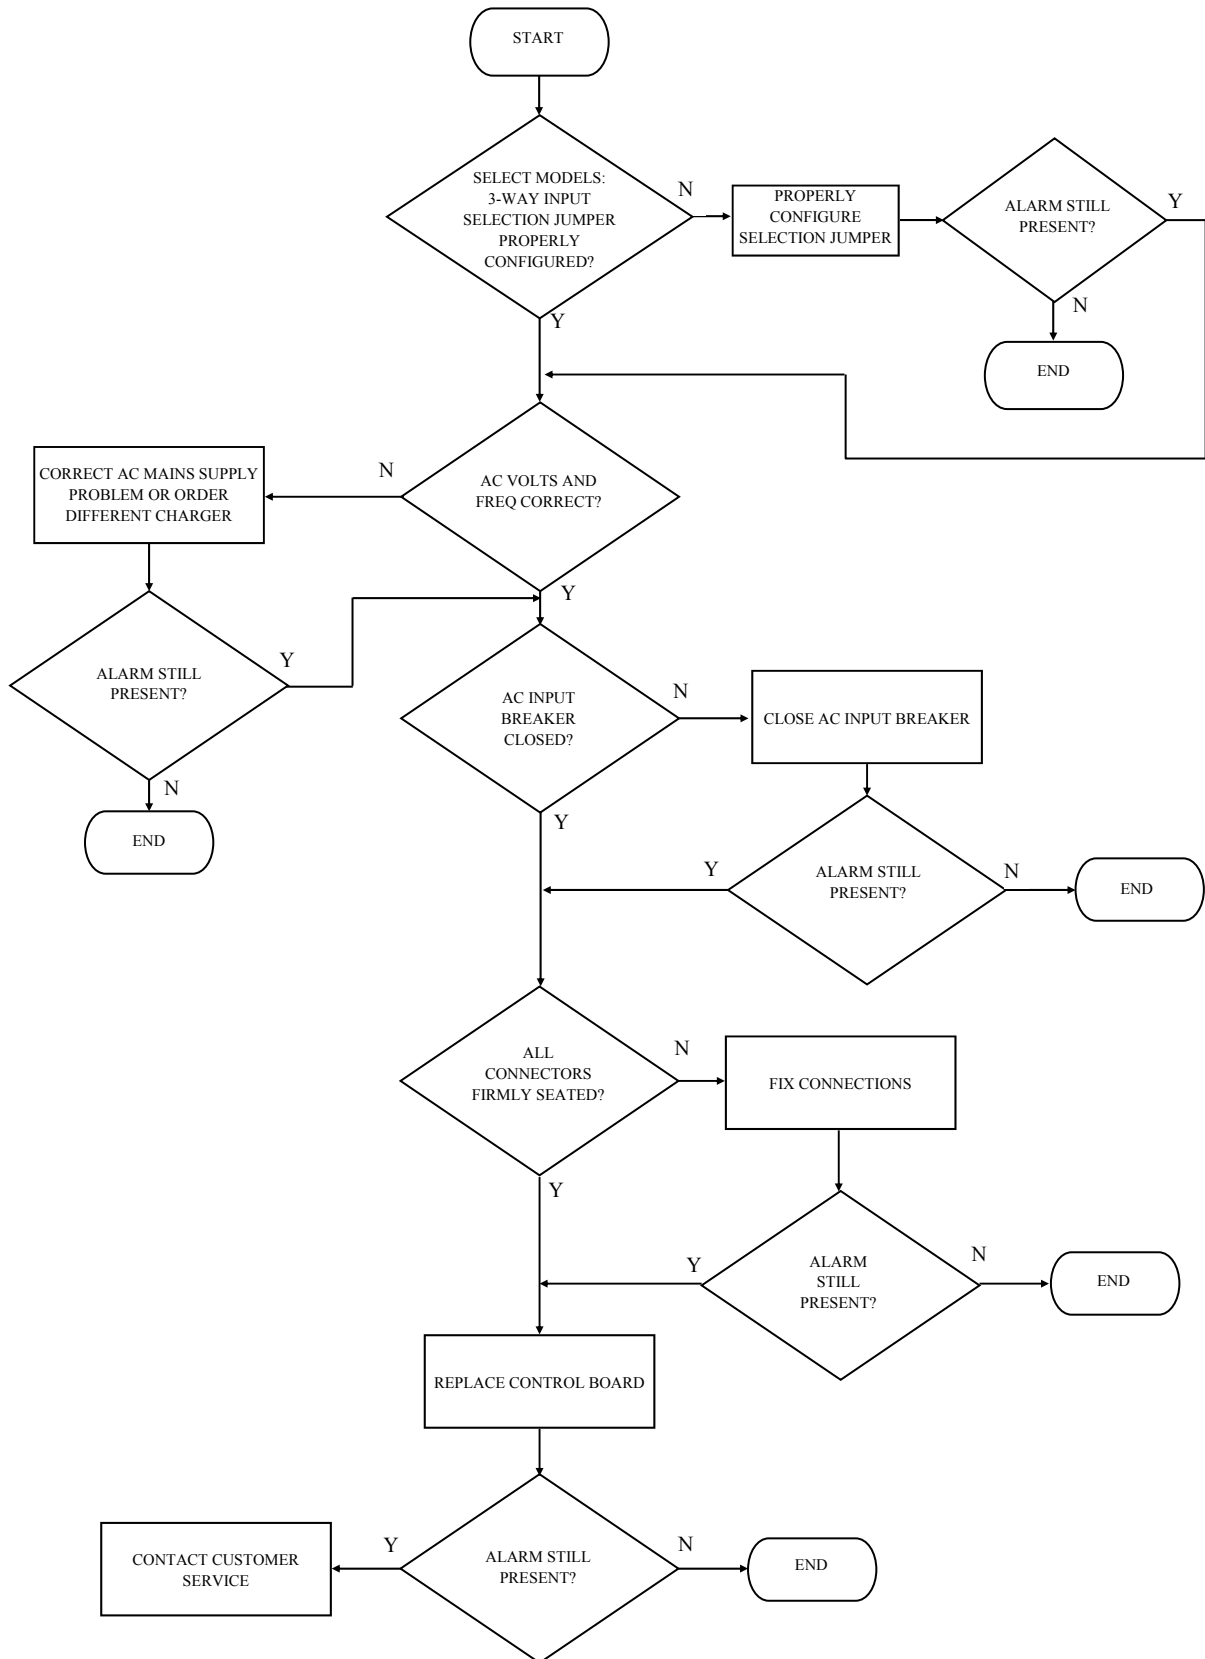 START
SELECT MODELS:
3-WAY INPUT
SELECTION JUMPER
PROPERLY
CONFIGURED?
N
PROPERLY
CONFIGURE
SELECTION JUMPER
ALARM STILL
PRESENT?
Y
N
END
Y
AC VOLTS AND
FREQ CORRECT?
N
CORRECT AC MAINS SUPPLY
PROBLEM OR ORDER
DIFFERENT CHARGER
Y
ALARM STILL
PRESENT?
Y
N
END
AC INPUT
BREAKER
CLOSED?
N
CLOSE AC INPUT BREAKER
Y
ALARM STILL
PRESENT?
Y
N
END
ALL
CONNECTORS
FIRMLY SEATED?
N
FIX CONNECTIONS
Y
ALARM
STILL
PRESENT?
Y
N
END
REPLACE CONTROL BOARD
ALARM STILL
PRESENT?
Y
CONTACT CUSTOMER
SERVICE
N
END